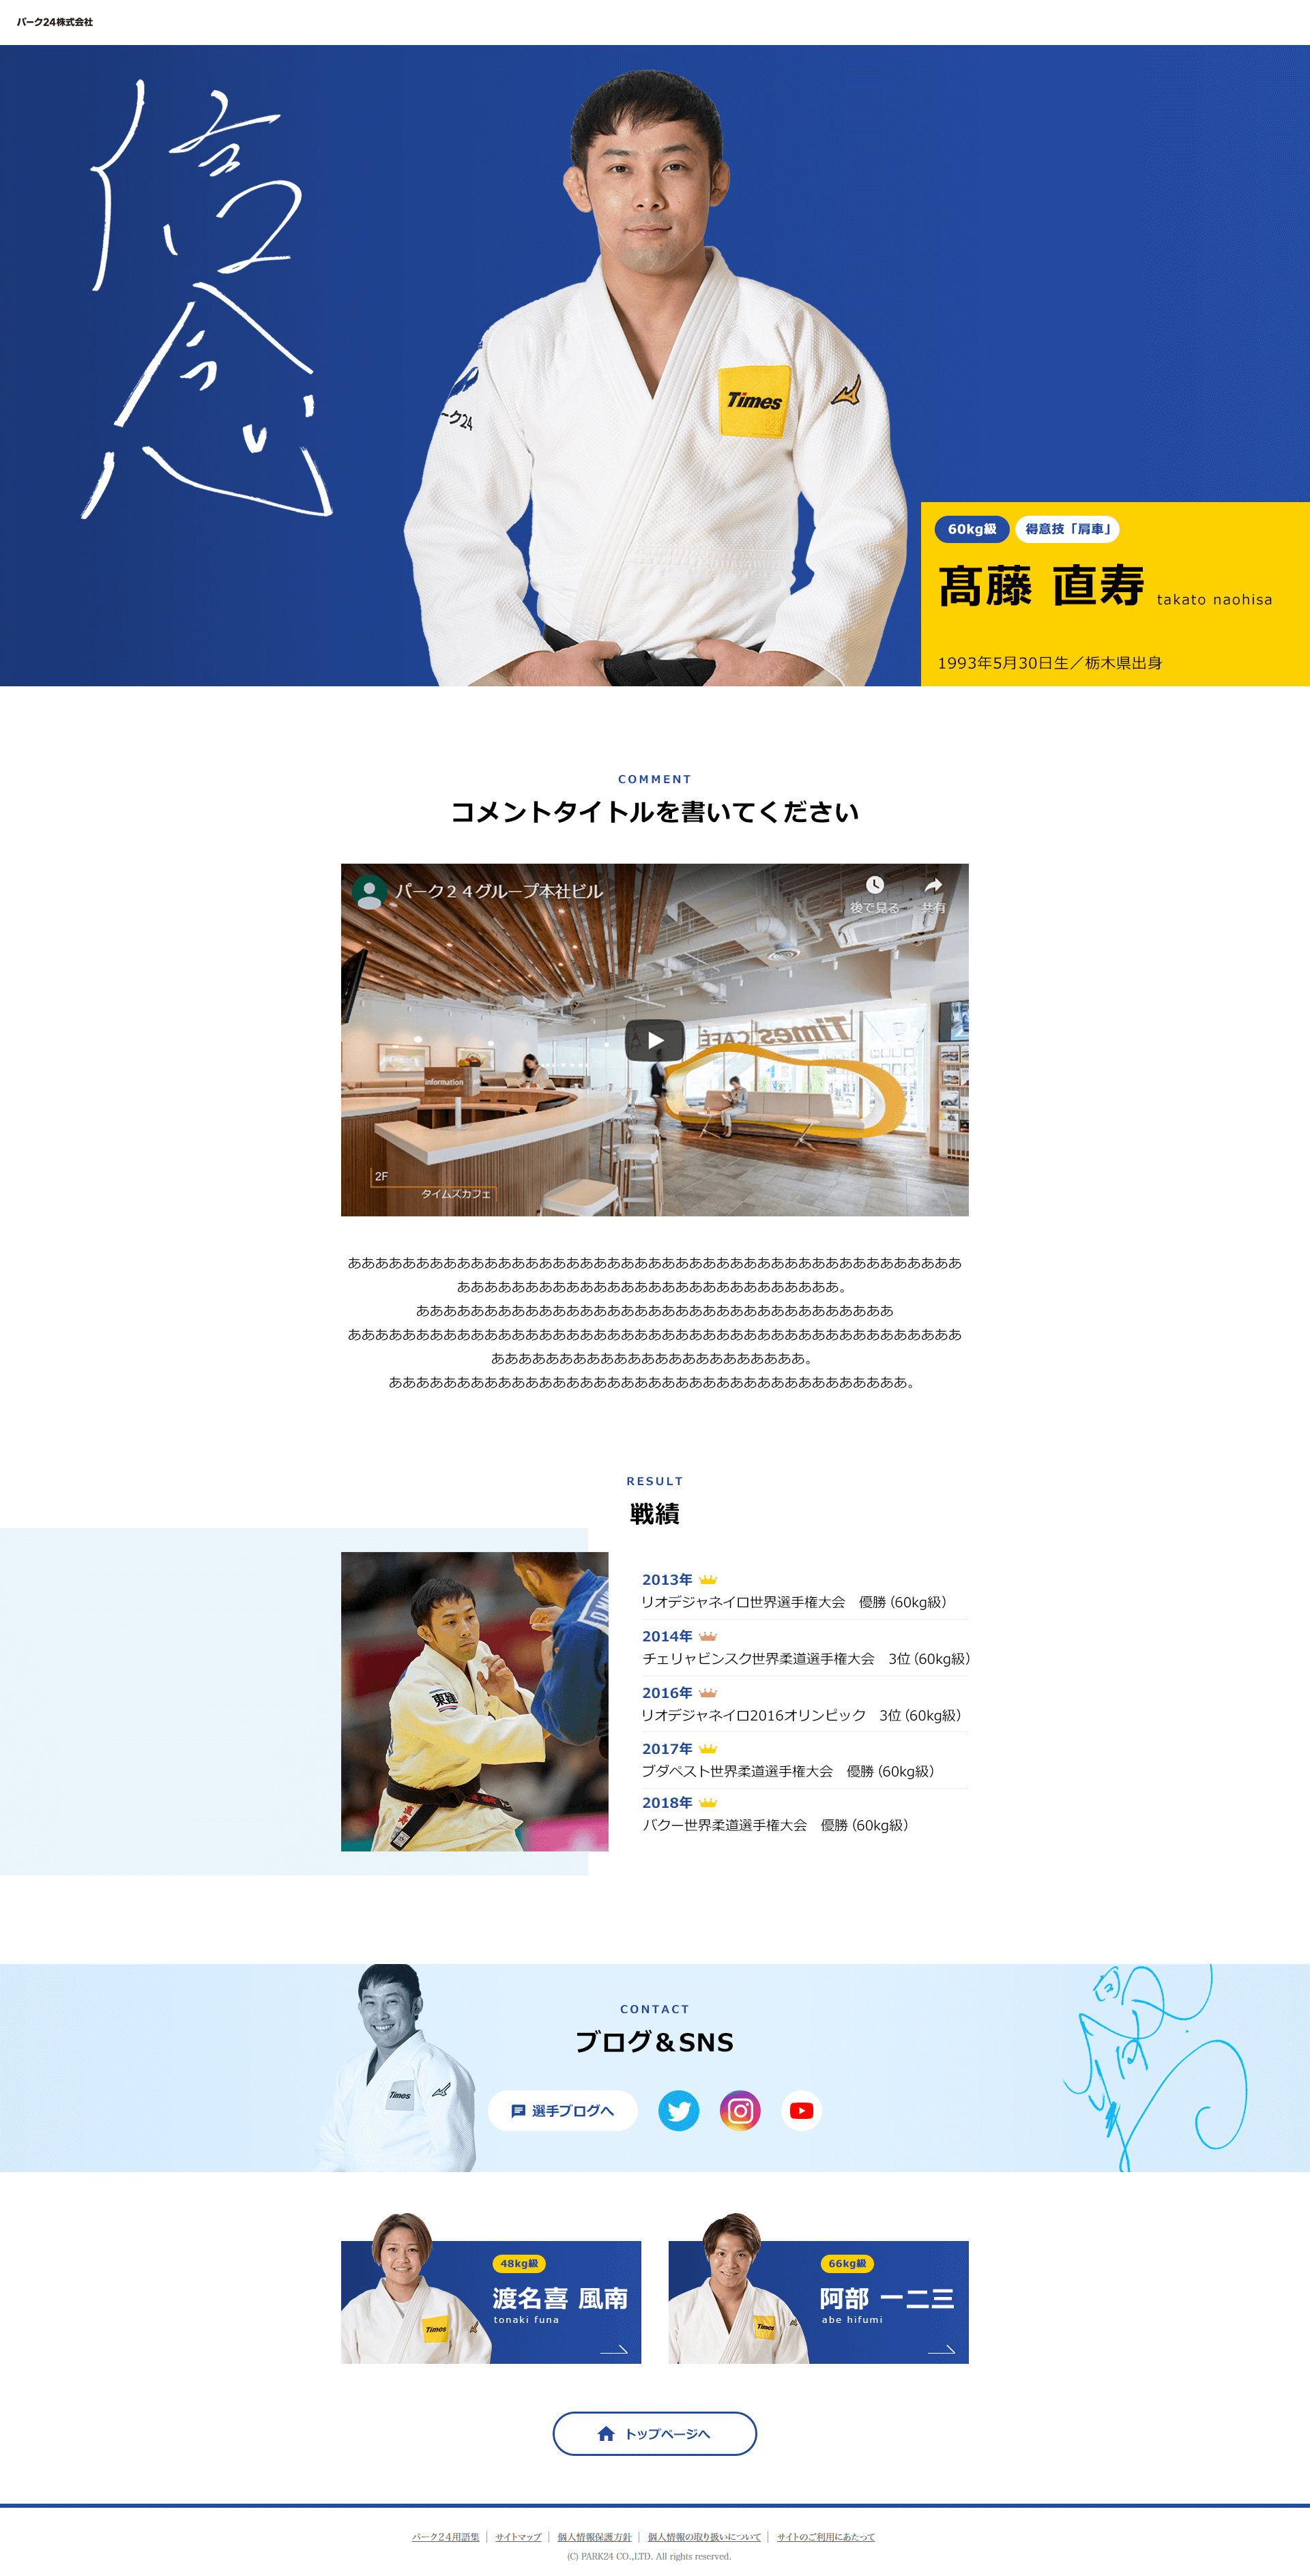 パーク24株式会社
信念
Times
ーク24
60kg級 得意技「肩車」
髙藤 直寿 takato naohisa
1993年5月30日生／栃木県出身
COMMENT
コメントタイトルを書いてください
パーク２４グループ本社ビル
後で見る 共有
Times CAFÉ
information
2F
タイムズカフェ
あああああああああああああああああああああああああああああああああああああああああああああ
ああああああああああああああああああああああああああああ。
あああああああああああああああああああああああああああああああああああ
あああああああああああああああああああああああああああああああああああああああああああああ
あああああああああああああああああああああああ。
ああああああああああああああああああああああああああああああああああああああ。
RESULT
戦績
2013年
リオデジャネイロ世界選手権大会　優勝（60kg級）
2014年
チェリャビンスク世界柔道選手権大会　3位（60kg級）
2016年
リオデジャネイロ2016オリンピック　3位（60kg級）
2017年
ブダペスト世界柔道選手権大会　優勝（60kg級）
2018年
バクー世界柔道選手権大会　優勝（60kg級）
東建
CONTACT
ブログ＆SNS
Times
選手ブログへ
48kg級
渡名喜 風南
tonaki funa
Times
66kg級
阿部 一二三
abe hifumi
Times
トップページへ
パーク２４用語集｜サイトマップ｜個人情報保護方針｜個人情報の取り扱いについて｜サイトのご利用にあたって
(C) PARK24 CO.,LTD. All rights reserved.